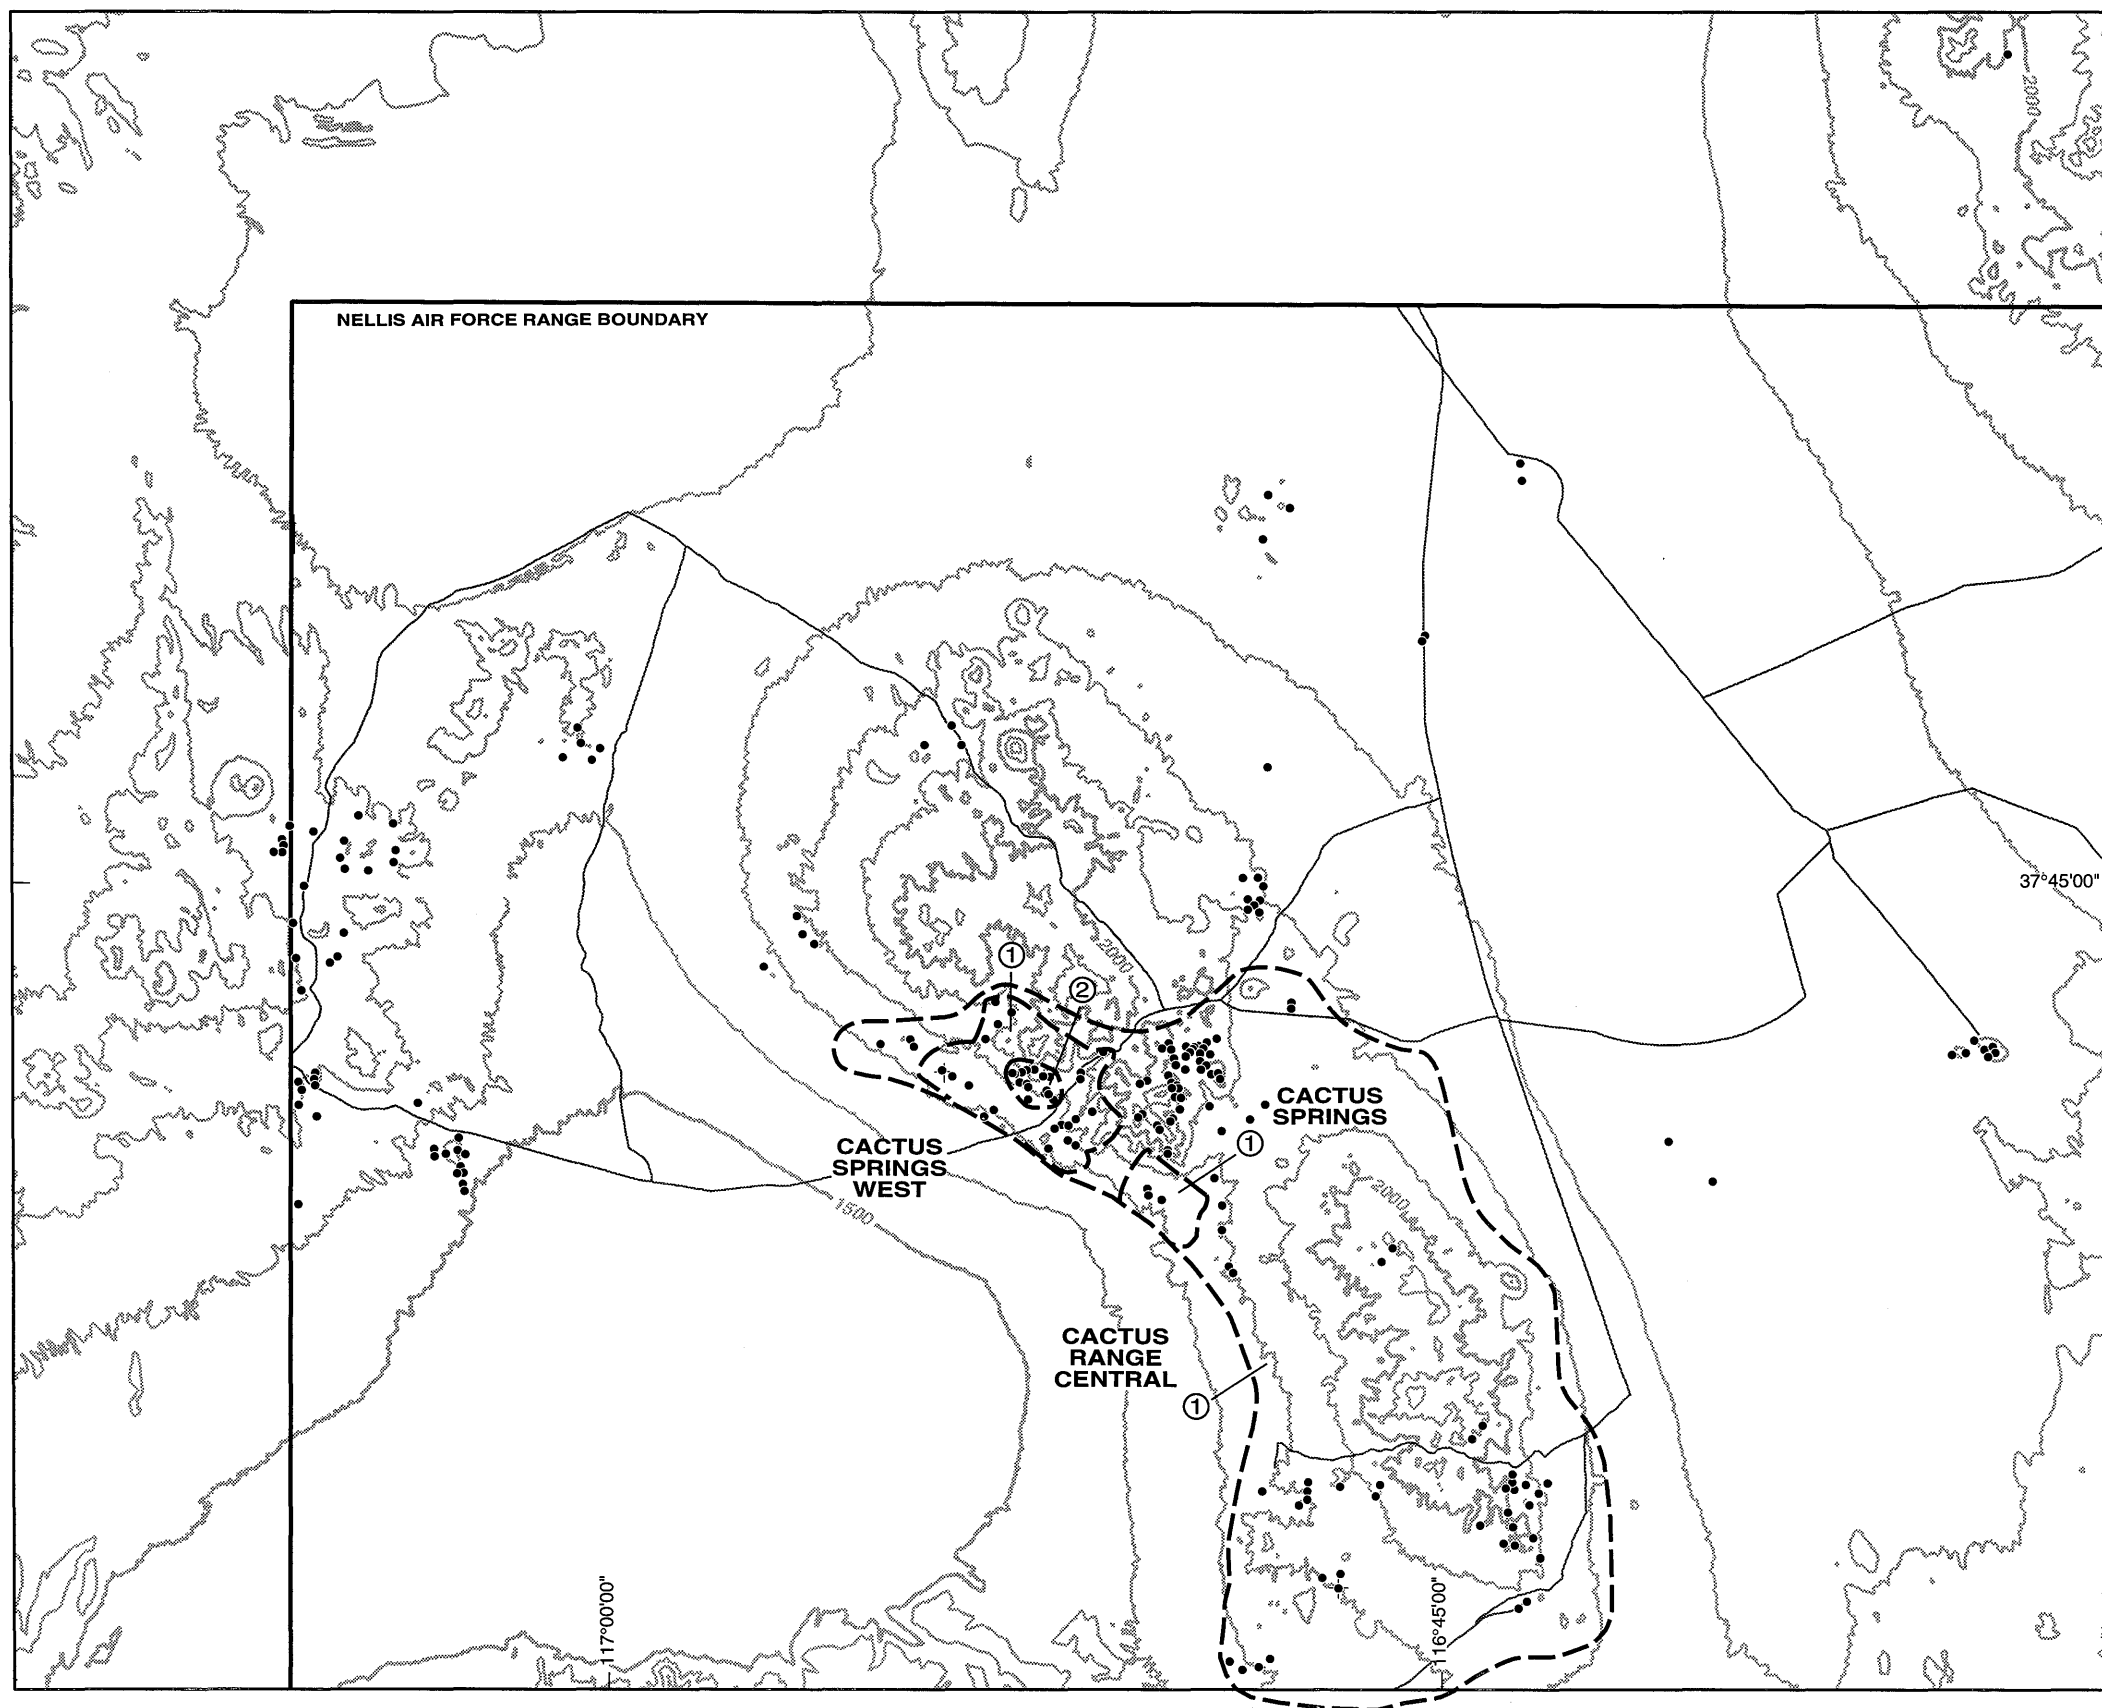 2000
NELLIS AIR FORCE RANGE BOUNDARY
37°45'00"
2000
①
②
CACTUS
SPRINGS
①
CACTUS
SPRINGS
WEST
2000
1500
CACTUS
RANGE
CENTRAL
①
117°00'00"
116°45'00"